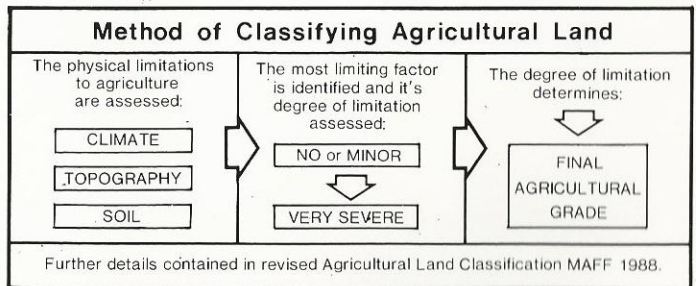 Method of Classifying Agricultural Land
The physical limitations
to agriculture
are assessed:
CLIMATE
TOPOGRAPHY
SOIL
The most limiting factor
is identified and it's
degree of limitation
assessed:
NO or MINOR
VERY SEVERE
The degree of limitation
determines:
FINAL
AGRICULTURAL
GRADE
Further details contained in revised Agricultural Land Classification MAFF 1988.